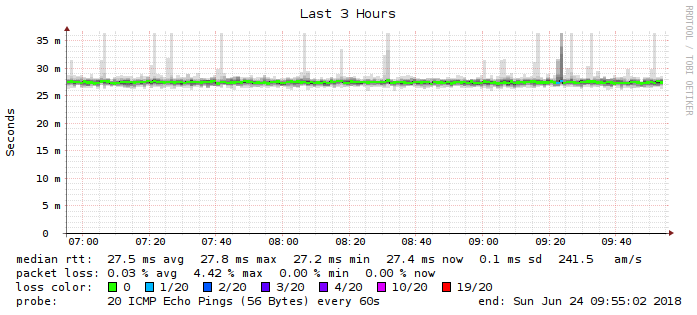 Last 3 Hours
RRDTOOL / TOBI OETIKER
Seconds
35 m
30 m
25 m
20 m
15 m
10 m
5 m
0
07:00 07:20 07:40 08:00 08:20 08:40 09:00 09:20 09:40
median rtt: 27.5 ms avg 27.8 ms max 27.2 ms min 27.4 ms now 0.1 ms sd 241.5 am/s
packet loss: 0.03 % avg 4.42 % max 0.00 % min 0.00 % now
loss color: 0 1/20 2/20 3/20 4/20 10/20 19/20
probe: 20 ICMP Echo Pings (56 Bytes) every 60s end: Sun Jun 24 09:55:02 2018